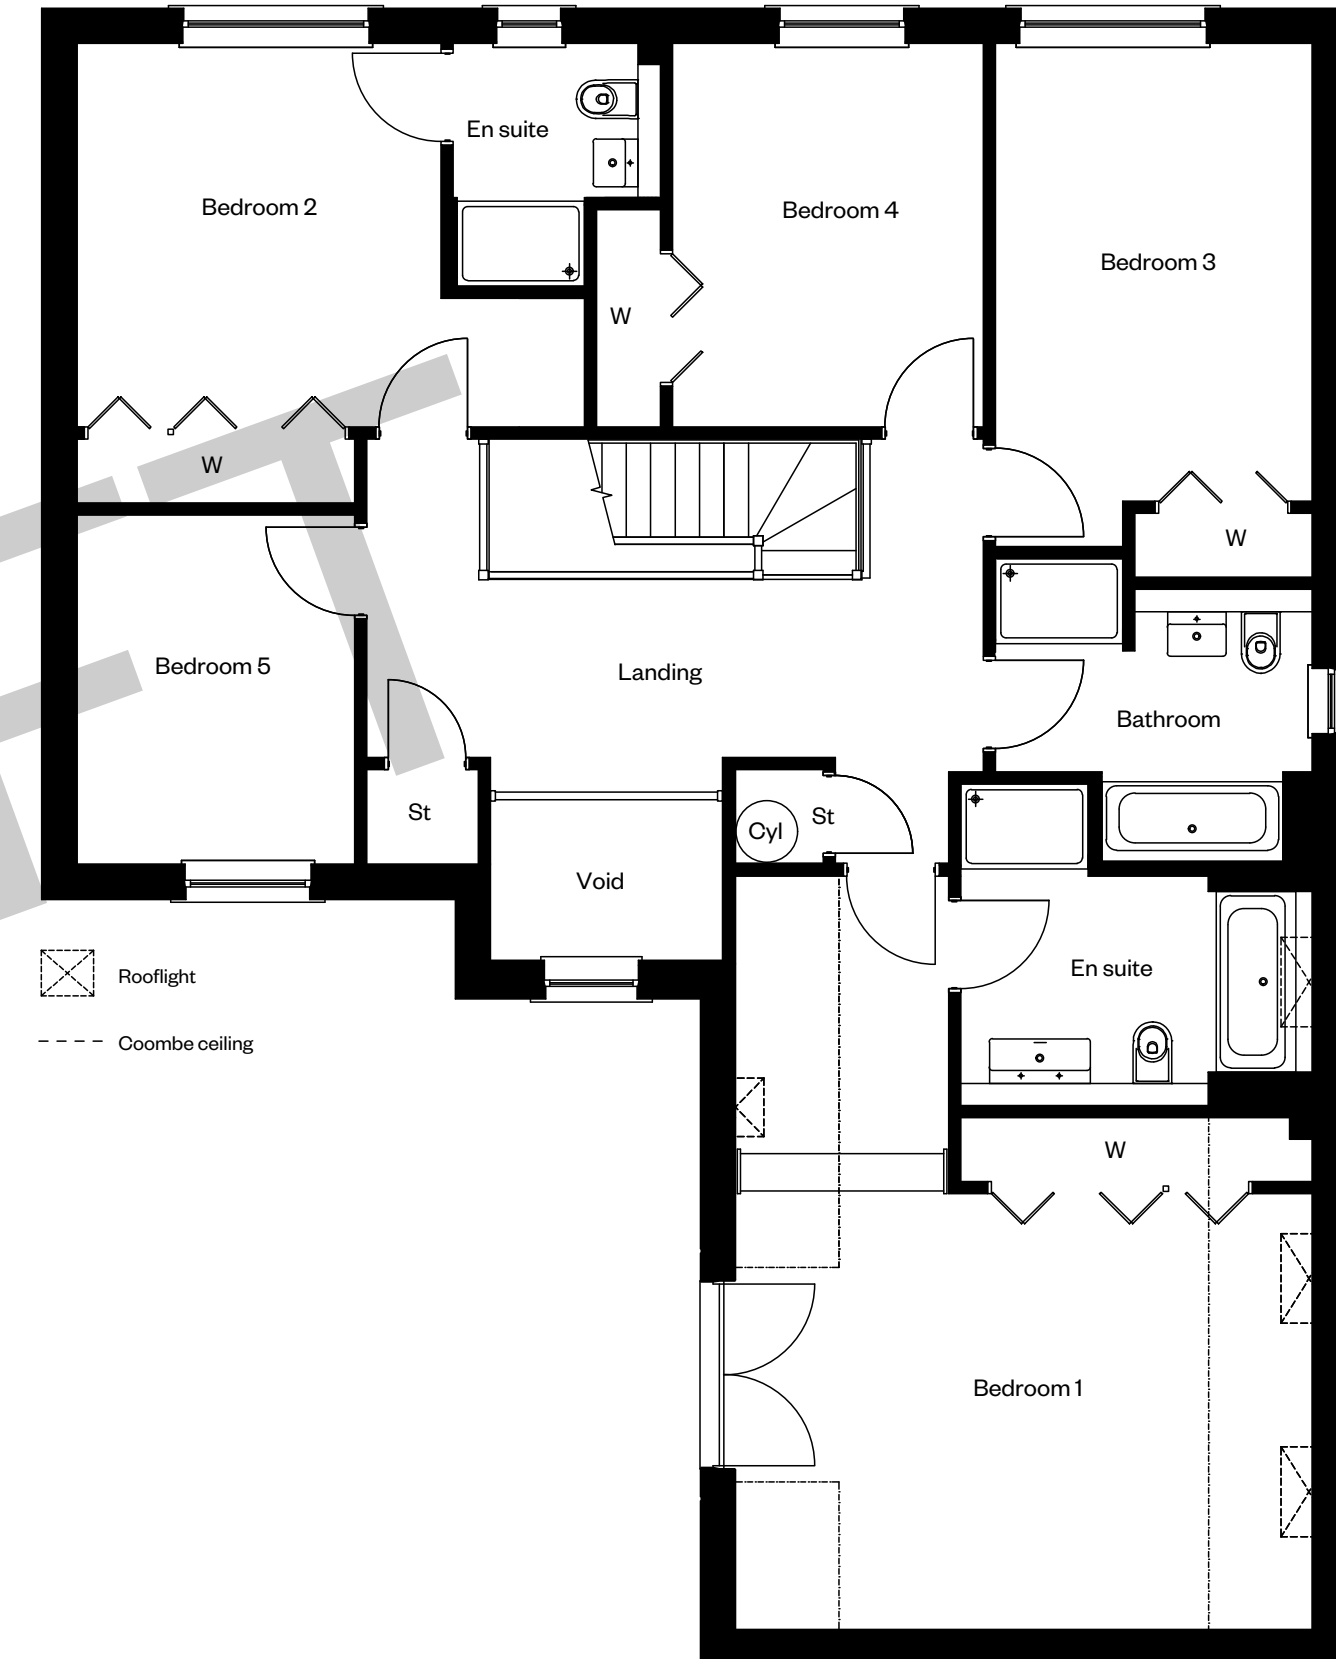 En suite
Bedroom 2
Bedroom 4
Bedroom 3
W
W
W
Bedroom 5
Landing
Bathroom
St
Cyl
St
Void
En suite
Rooflight
Coombe ceiling
W
Bedroom 1